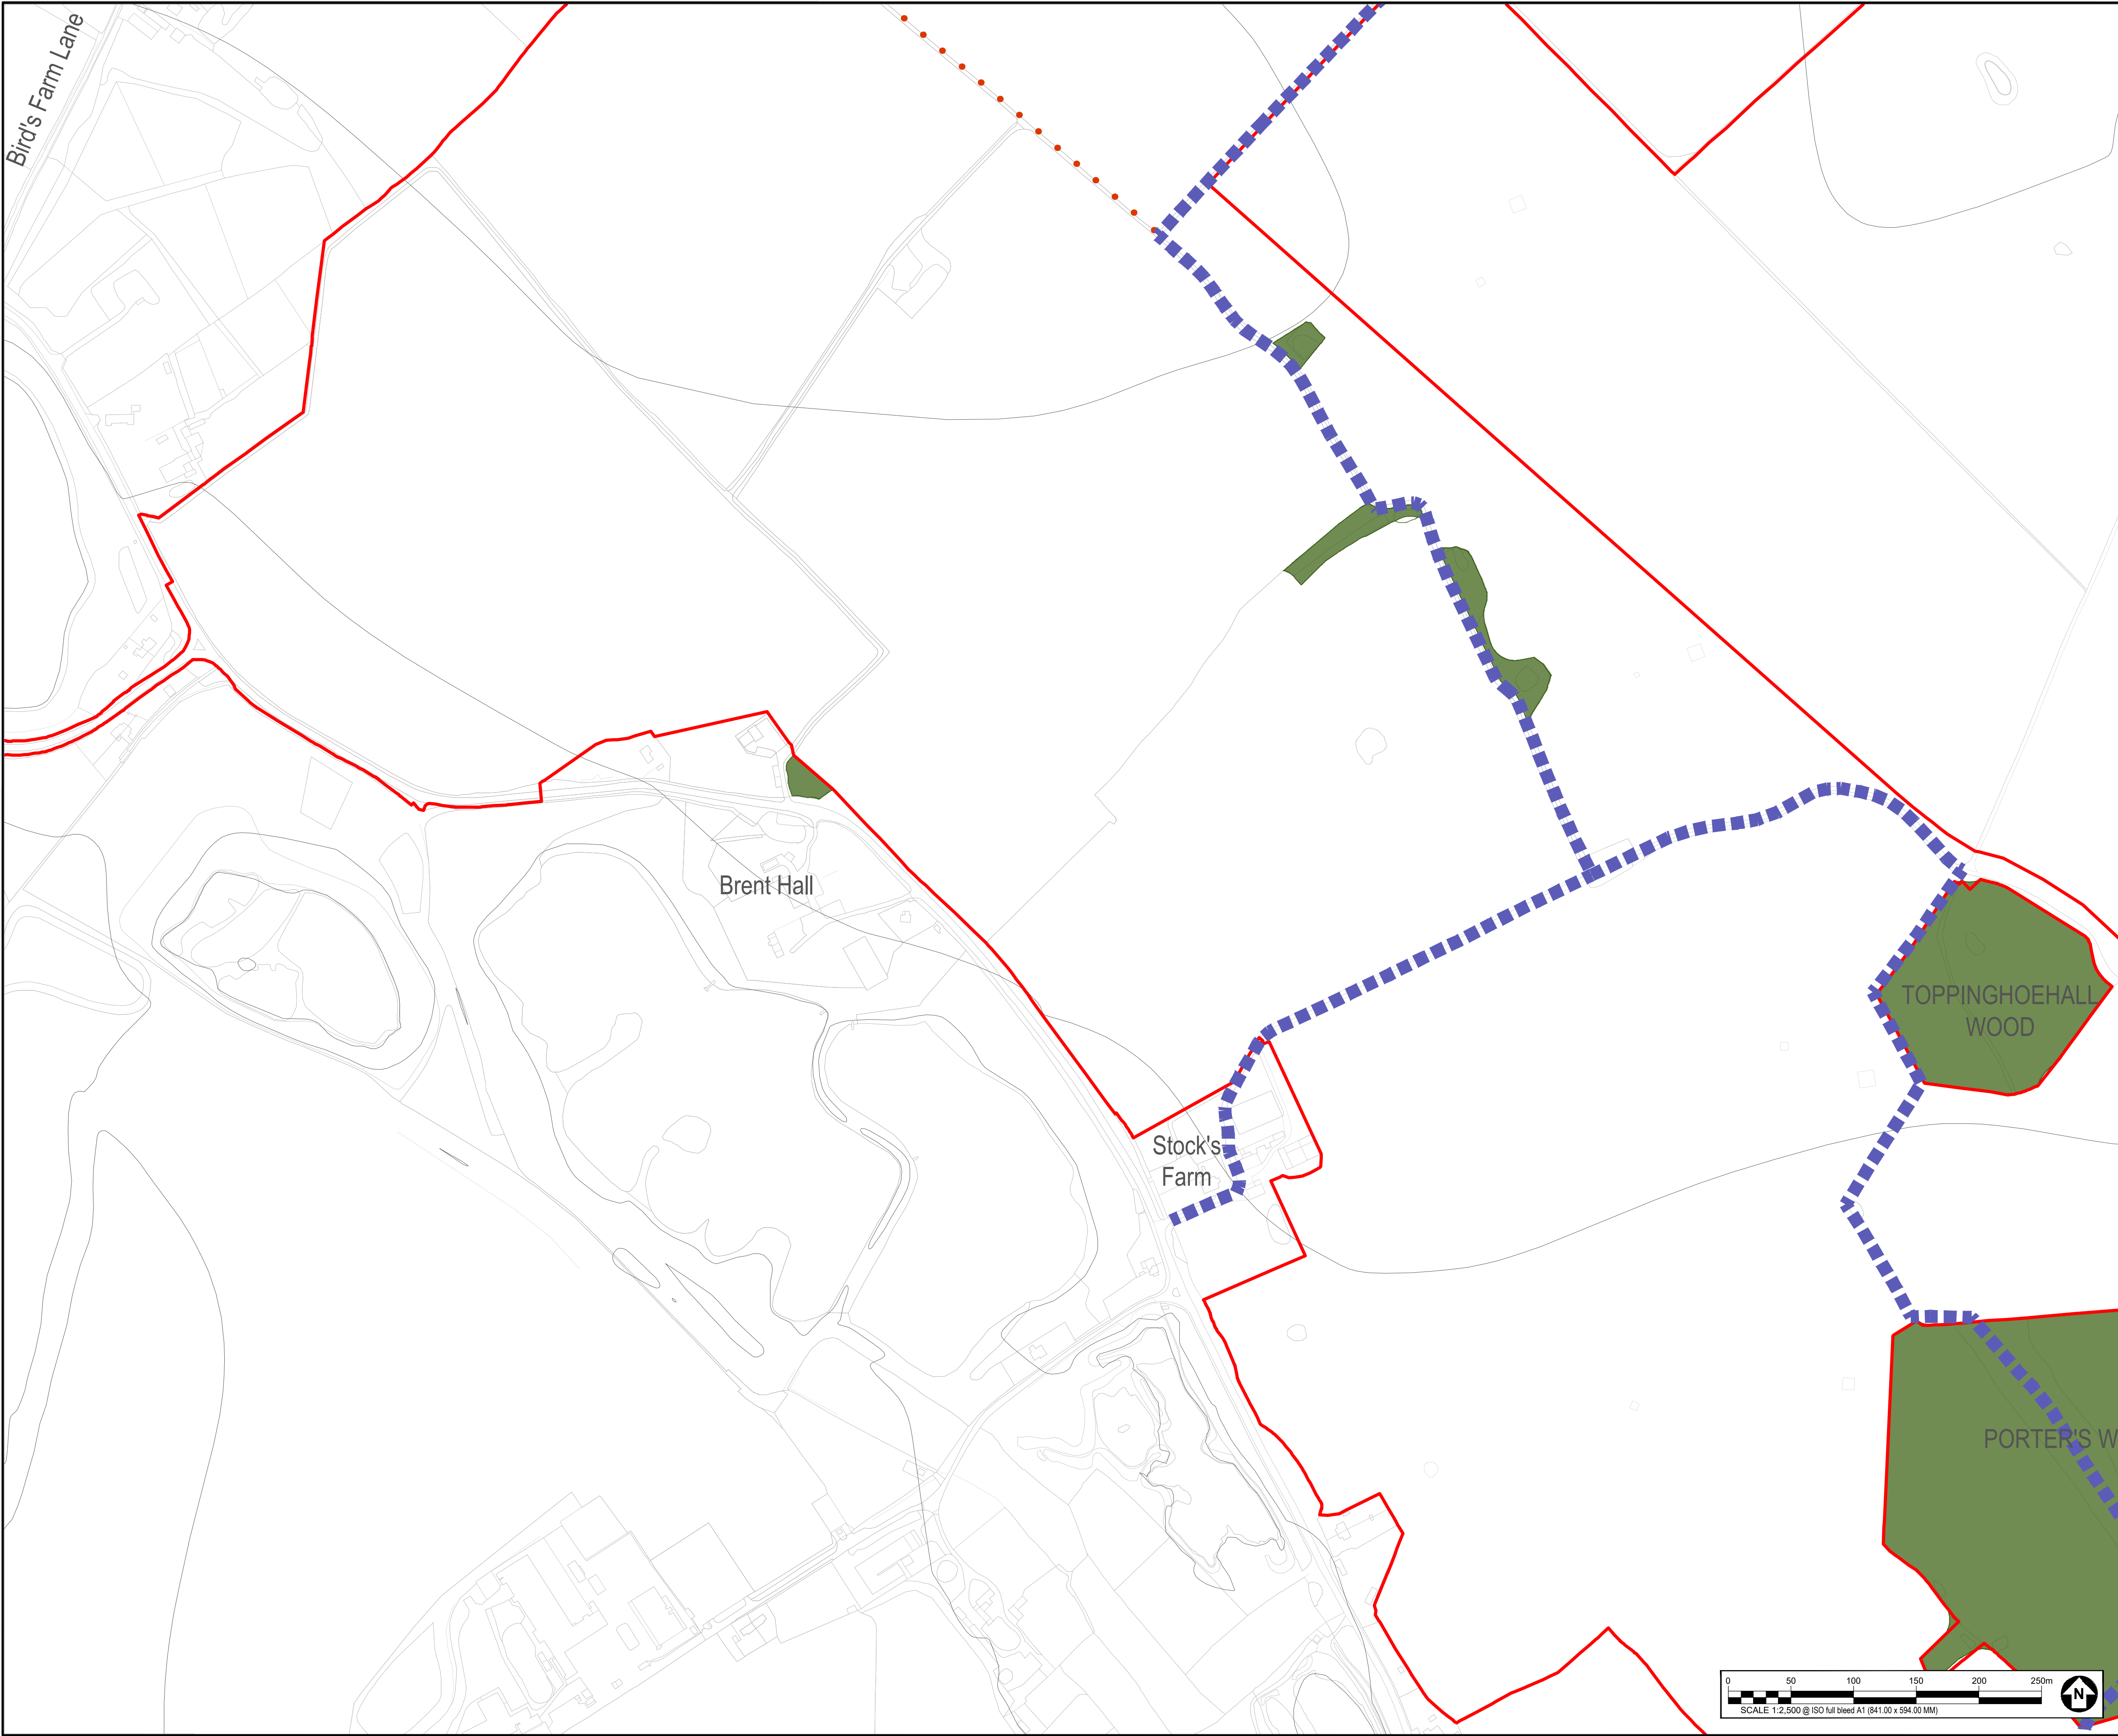 Bird's Farm Lane
Brent Hall
TOPPINGHOEHALL
WOOD
Stock's
Farm
PORTER'S W
0 50 100 150 200 250m
SCALE 1:2,500 @ ISO full bleed A1 (841.00 x 594.00 MM)
N